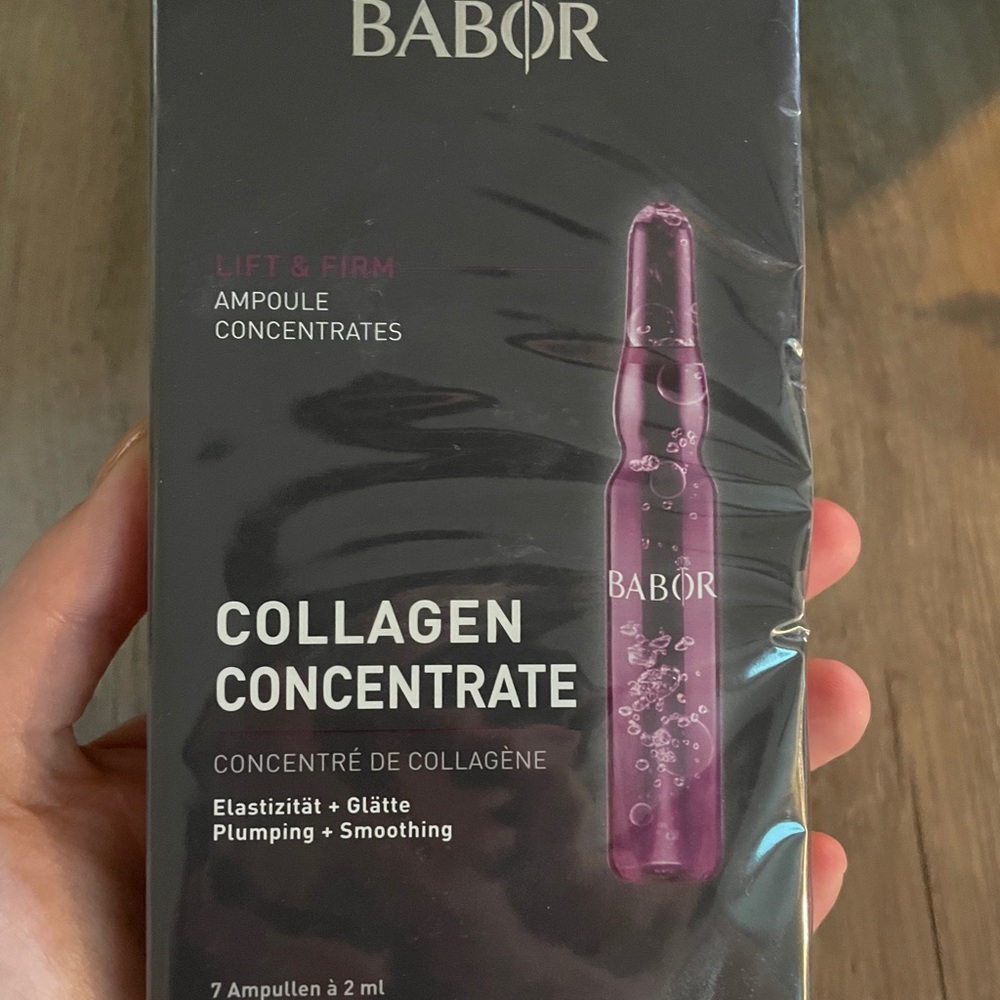 BABOR
LIFT & FIRM
AMPOULE
CONCENTRATES
BABOR
COLLAGEN
CONCENTRATE
CONCENTRÉ DE COLLAGÈNE
Elastizität + Glätte
Plumping + Smoothing
7 Ampullen à 2 ml